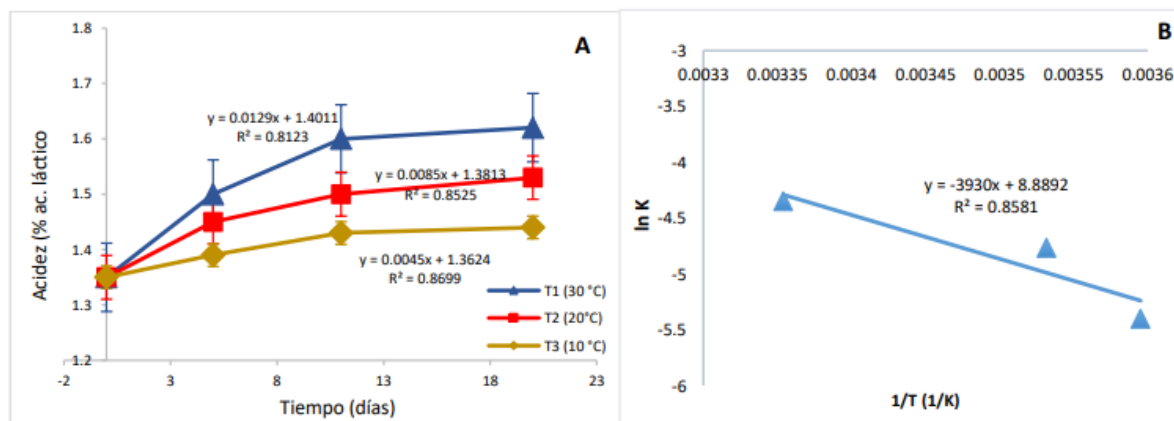 A
1.8
1.7
1.6
1.5
1.4
1.3
1.2
Acidez (% ac. láctico)
y = 0.0129x + 1.4011
R² = 0.8123
y = 0.0085x + 1.3813
R² = 0.8525
y = 0.0045x + 1.3624
R² = 0.8699
T1 (30 °C)
T2 (20°C)
T3 (10 °C)
-2 3 8 13 18 23
Tiempo (días)
B
-3
0.0033 0.00335 0.0034 0.00345 0.0035 0.00355 0.0036
-3.5
-4
-4.5
-5
-5.5
-6
ln K
y = -3930x + 8.8892
R² = 0.8581
1/T (1/K)